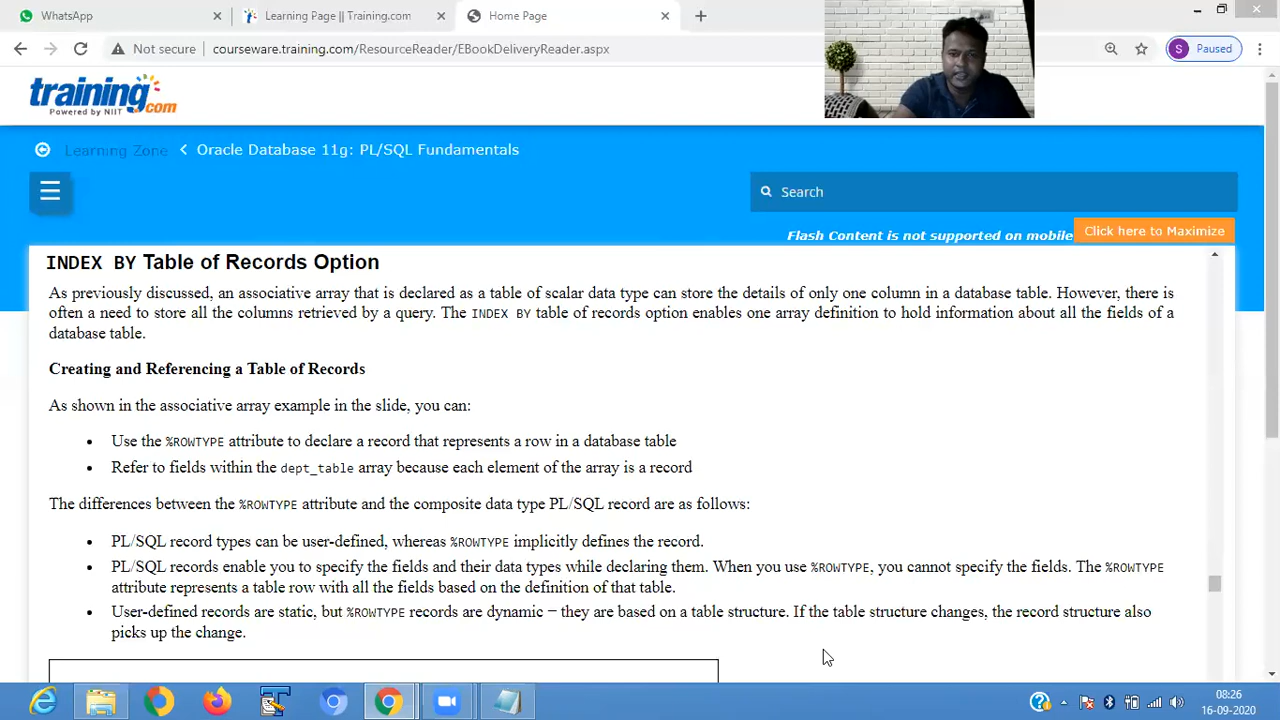 WhatsApp
Learning Page || Training.com
Home Page
Not secure
courseware.training.com/ResourceReader/EBookDeliveryReader.aspx
S Paused
training.com
Powered by NIIT
Learning Zone
Oracle Database 11g: PL/SQL Fundamentals
Search
Flash Content is not supported on mobile
Click here to Maximize
INDEX BY Table of Records Option
As previously discussed, an associative array that is declared as a table of scalar data type can store the details of only one column in a database table. However, there is
often a need to store all the columns retrieved by a query. The INDEX BY table of records option enables one array definition to hold information about all the fields of a
database table.
Creating and Referencing a Table of Records
As shown in the associative array example in the slide, you can:
• Use the %ROWTYPE attribute to declare a record that represents a row in a database table
• Refer to fields within the dept_table array because each element of the array is a record
The differences between the %ROWTYPE attribute and the composite data type PL/SQL record are as follows:
• PL/SQL record types can be user-defined, whereas %ROWTYPE implicitly defines the record.
• PL/SQL records enable you to specify the fields and their data types while declaring them. When you use %ROWTYPE, you cannot specify the fields. The %ROWTYPE
attribute represents a table row with all the fields based on the definition of that table.
• User-defined records are static, but %ROWTYPE records are dynamic – they are based on a table structure. If the table structure changes, the record structure also
picks up the change.
08:26
16-09-2020